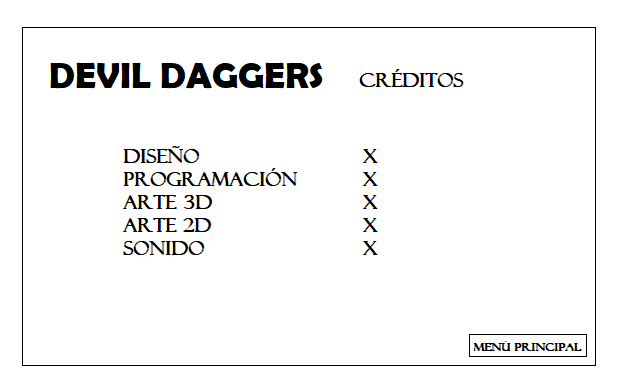 DEVIL DAGGERS CRÉDITOS
DISEÑO X
PROGRAMACIÓN X
ARTE 3D X
ARTE 2D X
SONIDO X
MENÚ PRINCIPAL